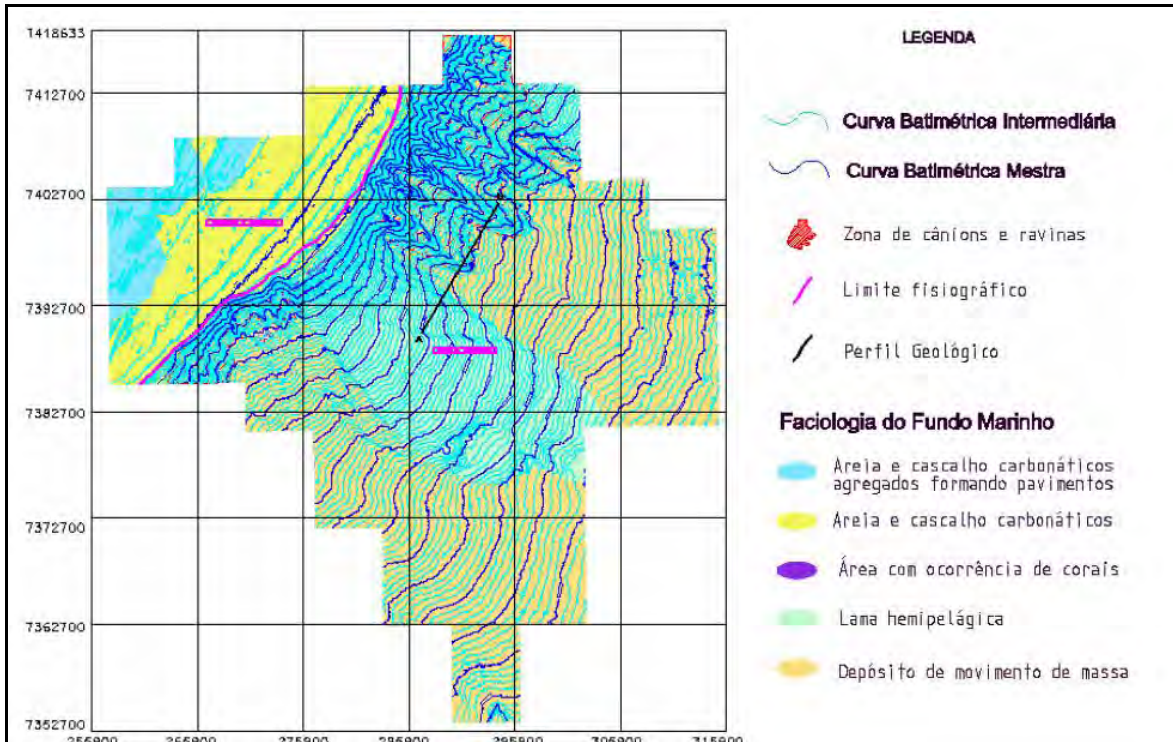 7418633
7412700
7402700
7392700
7382700
7372700
7362700
7352700
A
LEGENDA
Curva Batimétrica Intermediária
Curva Batimétrica Mestra
Zona de cânions e ravinas
Limite fisiográfico
Perfil Geológico
Faciologia do Fundo Marinho
Areia e cascalho carbonáticos
agregados formando pavimentos
Areia e cascalho carbonáticos
Área com ocorrência de corais
Lama hemipelágica
Depósito de movimento de massa